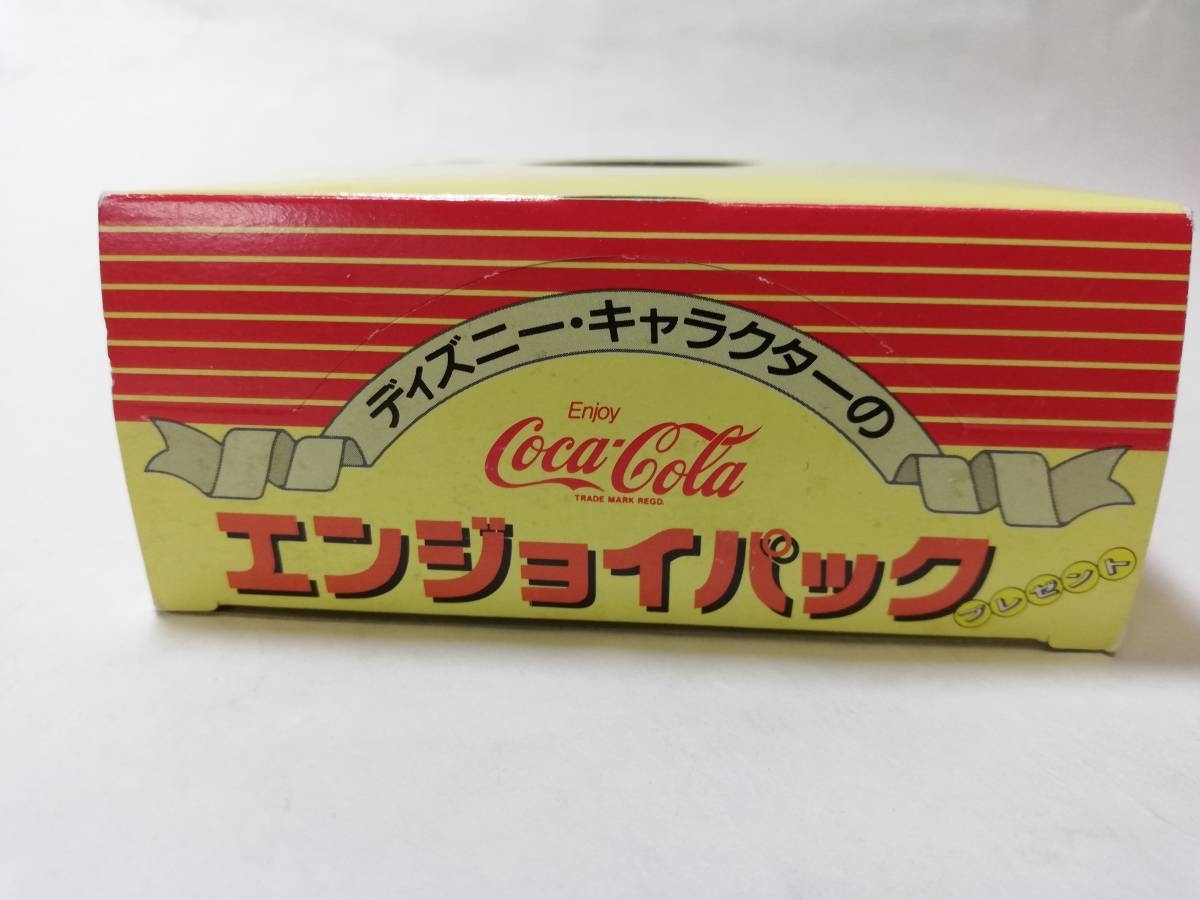 ディズニー・キャラクターの
Enjoy
Coca-Cola
TRADE MARK REGD.
エンジョイパック
プレゼント